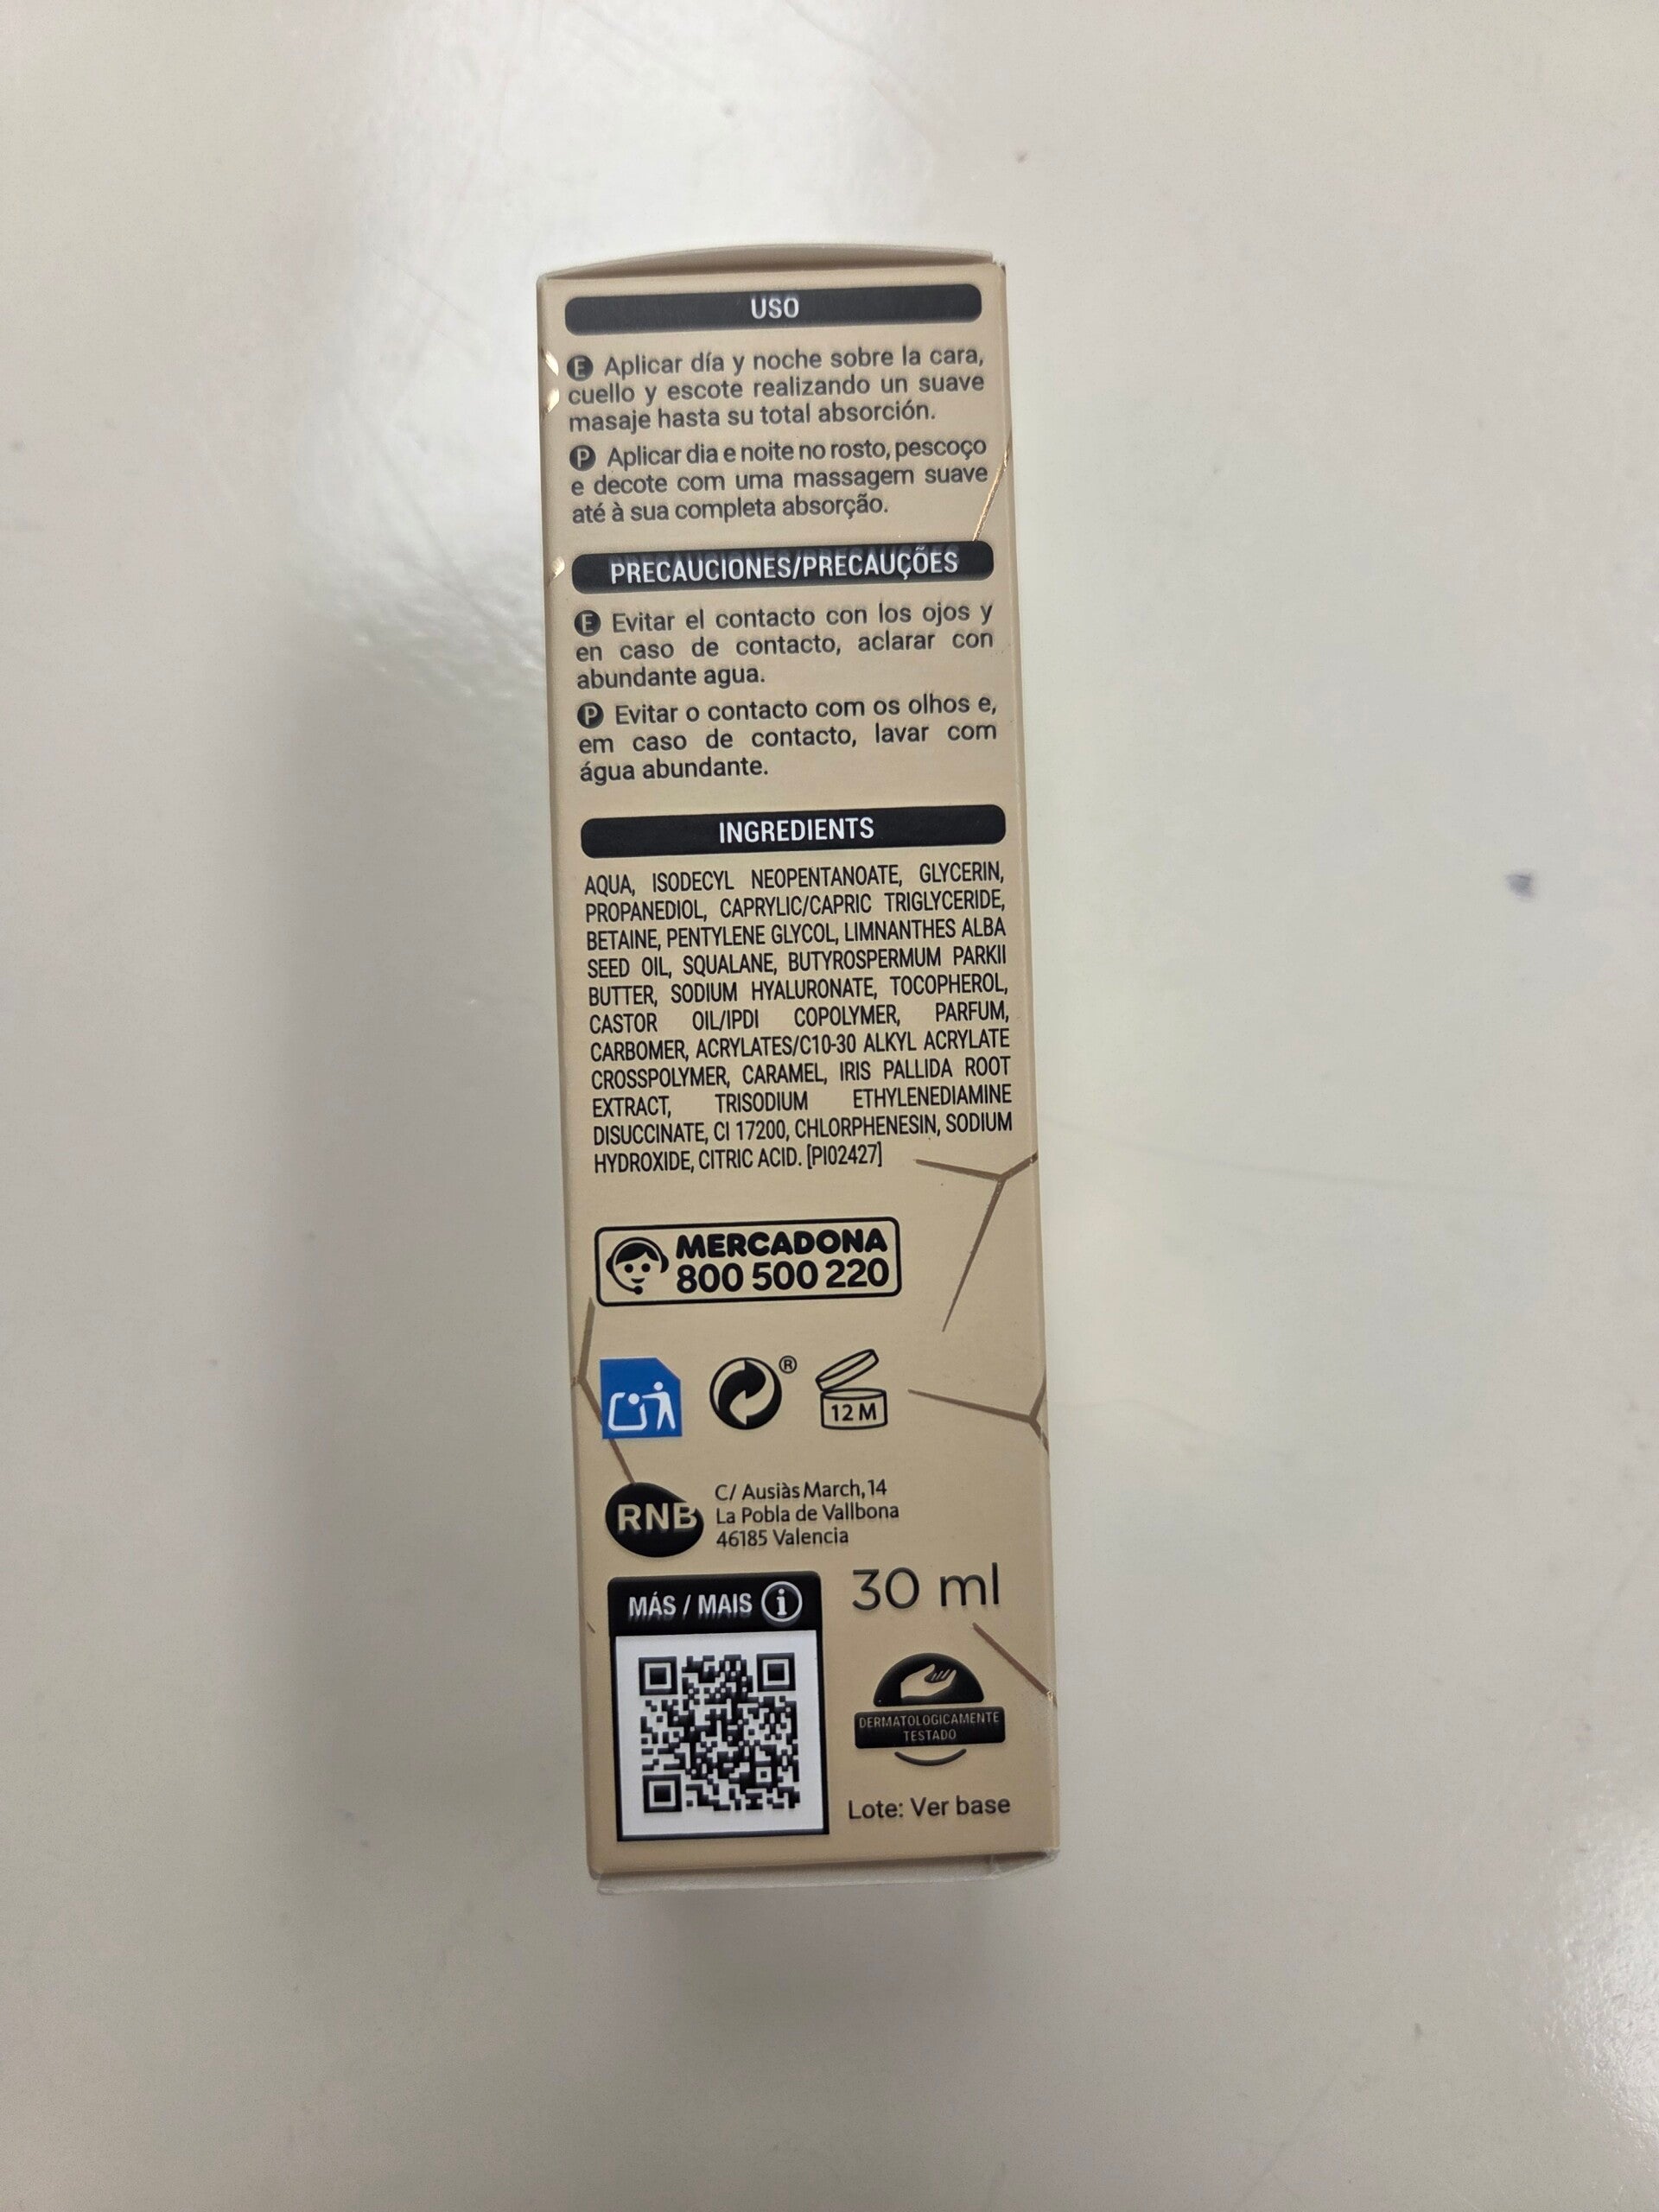 USO
E Aplicar día y noche sobre la cara,
cuello y escote realizando un suave
masaje hasta su total absorción.
P Aplicar dia e noite no rosto, pescoço
e decote com uma massagem suave
até à sua completa absorção.
PRECAUCIONES/PRECAUÇÕES
E Evitar el contacto con los ojos y
en caso de contacto, aclarar con
abundante agua.
P Evitar o contacto com os olhos e,
em caso de contacto, lavar com
água abundante.
INGREDIENTS
AQUA, ISODECYL NEOPENTANOATE, GLYCERIN,
PROPANEDIOL, CAPRYLIC/CAPRIC TRIGLYCERIDE,
BETAINE, PENTYLENE GLYCOL, LIMNANTHES ALBA
SEED OIL, SQUALANE, BUTYROSPERMUM PARKII
BUTTER, SODIUM HYALURONATE, TOCOPHEROL,
CASTOR OIL/IPDI COPOLYMER, PARFUM,
CARBOMER, ACRYLATES/C10-30 ALKYL ACRYLATE
CROSSPOLYMER, CARAMEL, IRIS PALLIDA ROOT
EXTRACT, TRISODIUM ETHYLENEDIAMINE
DISUCCINATE, CI 17200, CHLORPHENESIN, SODIUM
HYDROXIDE, CITRIC ACID. [PI02427]
MERCADONA
800 500 220
®
12 M
RNB
C/ Ausiàs March, 14
La Pobla de Vallbona
46185 Valencia
30 ml
MÁS / MAIS i
DERMATOLOGICAMENTE
TESTADO
Lote: Ver base